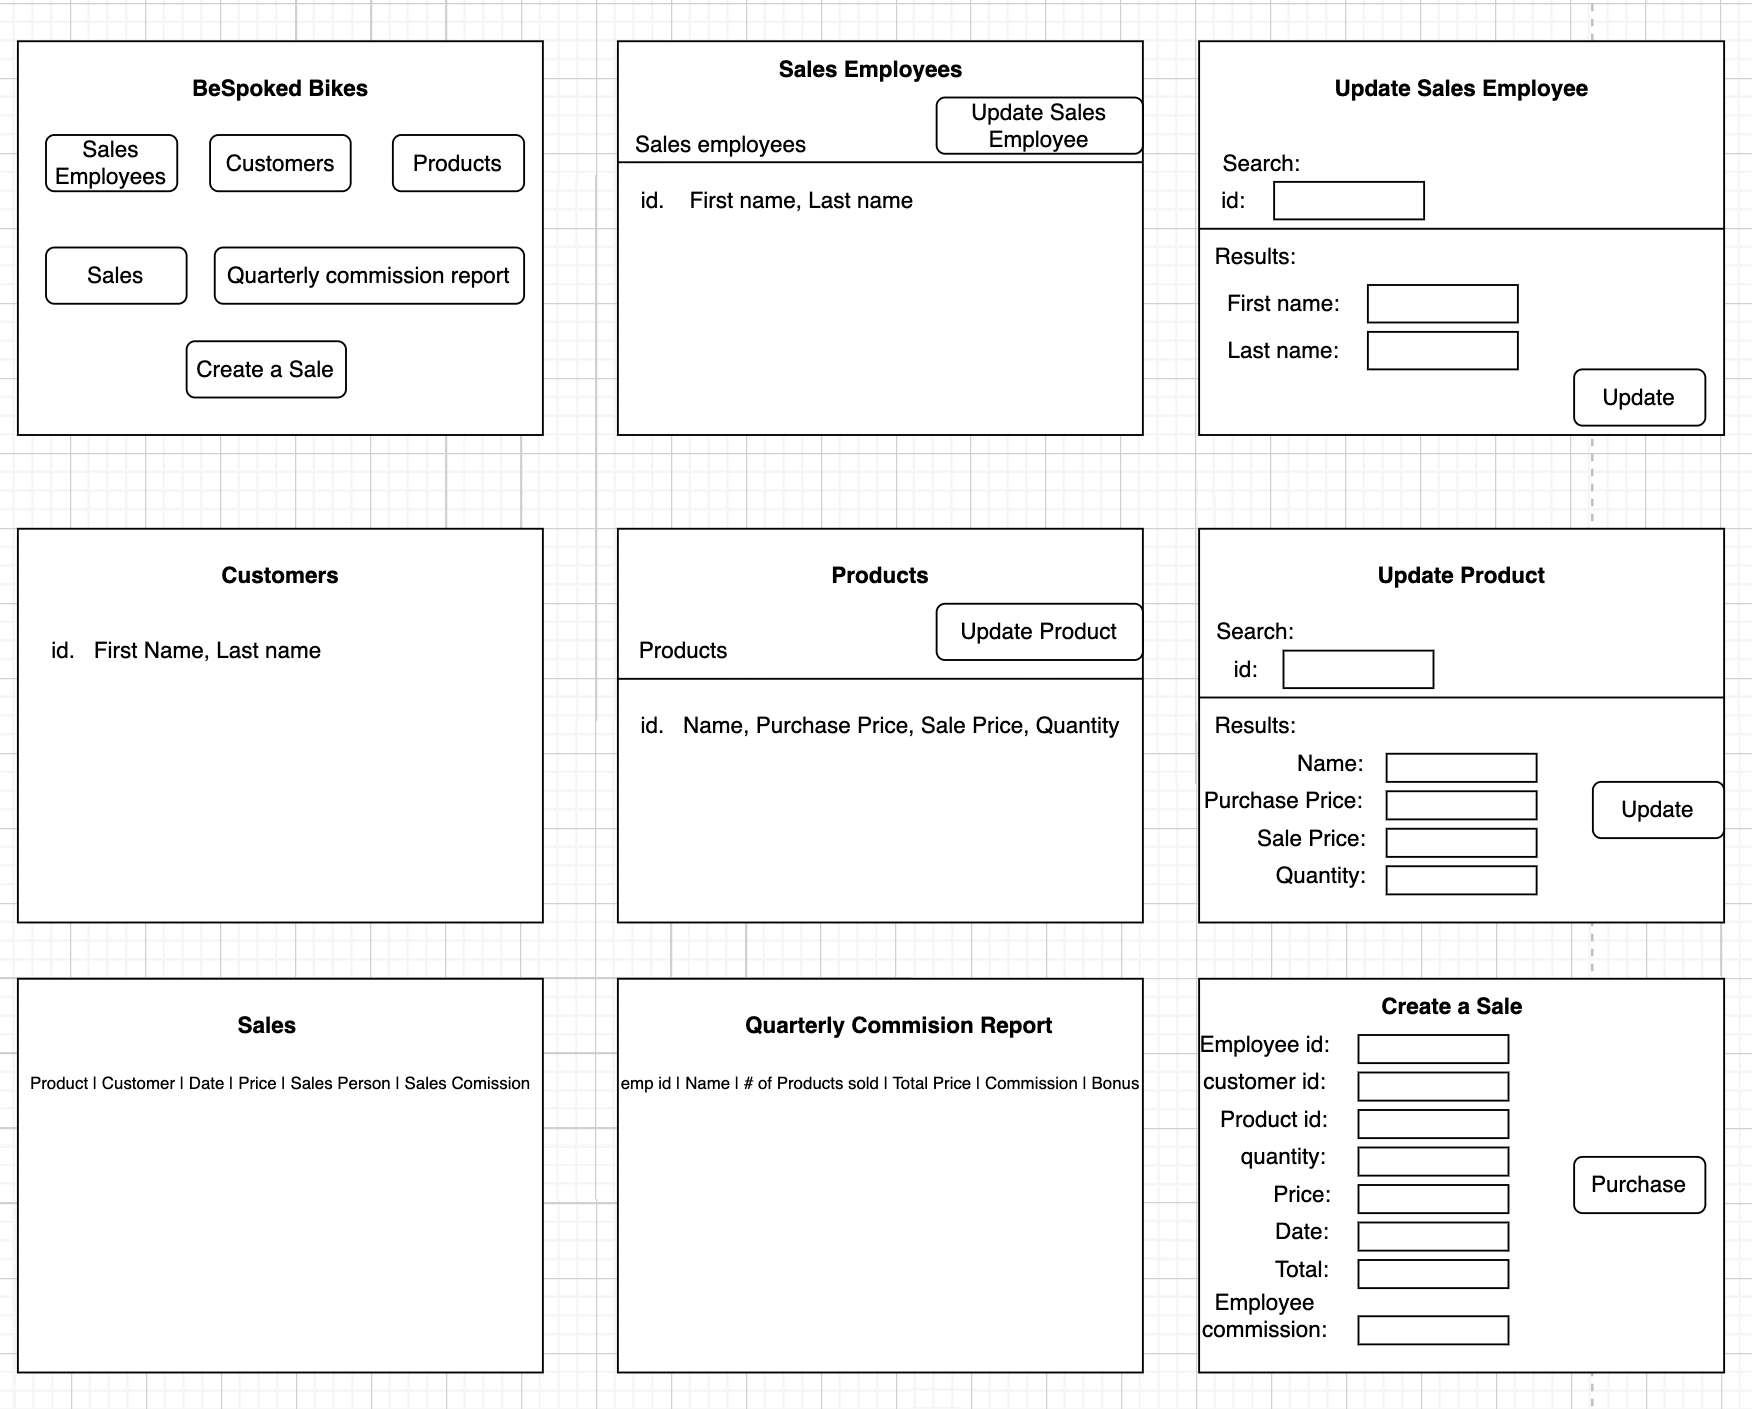 BeSpoked Bikes
Sales
Employees
Customers
Products
Sales
Quarterly commission report
Create a Sale
Sales Employees
Update Sales
Employee
Sales employees
id. First name, Last name
Update Sales Employee
Search:
id:
Results:
First name:
Last name:
Update
Customers
id. First Name, Last name
Products
Update Product
Products
id. Name, Purchase Price, Sale Price, Quantity
Update Product
Search:
id:
Results:
Name:
Purchase Price:
Sale Price:
Quantity:
Update
Sales
Product | Customer | Date | Price | Sales Person | Sales Comission
Quarterly Commision Report
emp id | Name | # of Products sold | Total Price | Commission | Bonus
Create a Sale
Employee id:
customer id:
Product id:
quantity:
Price:
Date:
Total:
Employee
commission:
Purchase